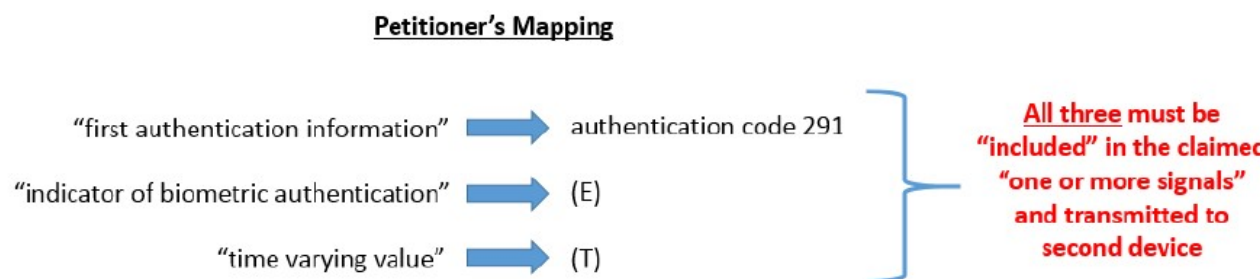 Petitioner's Mapping
"first authentication information" authentication code 291
"indicator of biometric authentication" (E)
"time varying value" (T)
All three must be
"included" in the claimed
"one or more signals"
and transmitted to
second device